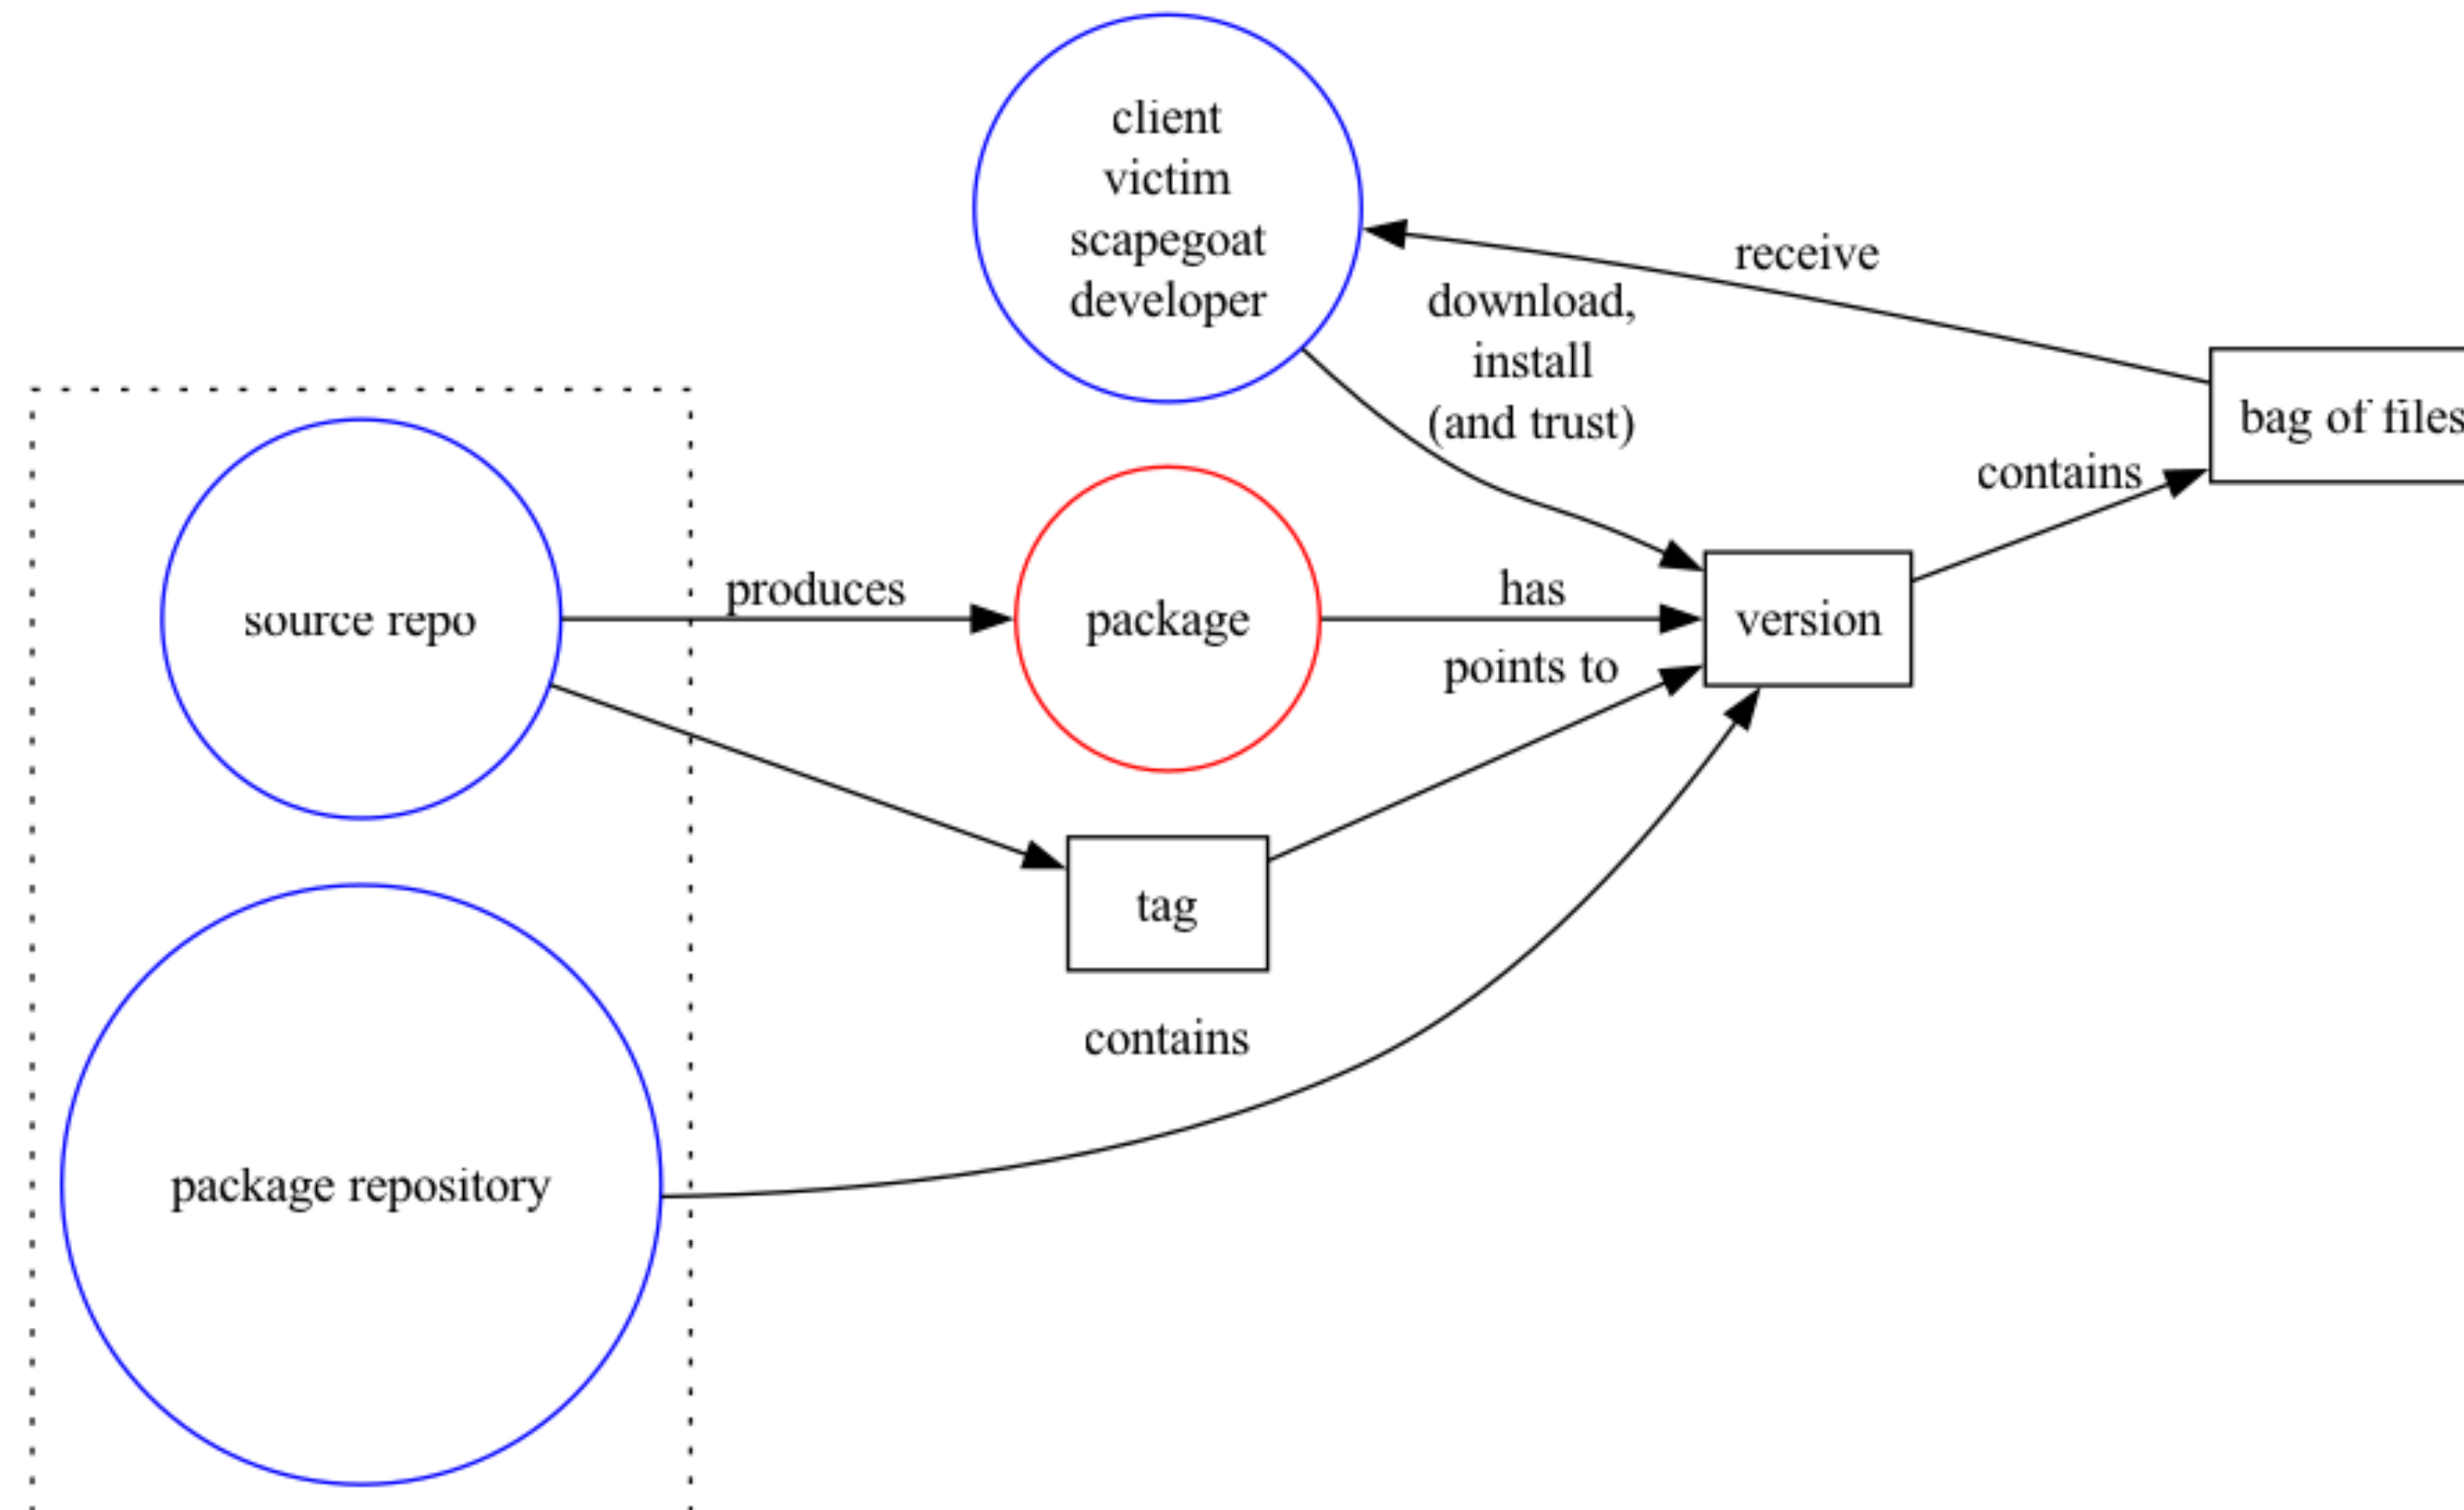 client
victim
scapegoat
developer
receive
download,
install
(and trust)
bag of files
contains
source repo
produces
package
has
version
points to
tag
contains
package repository